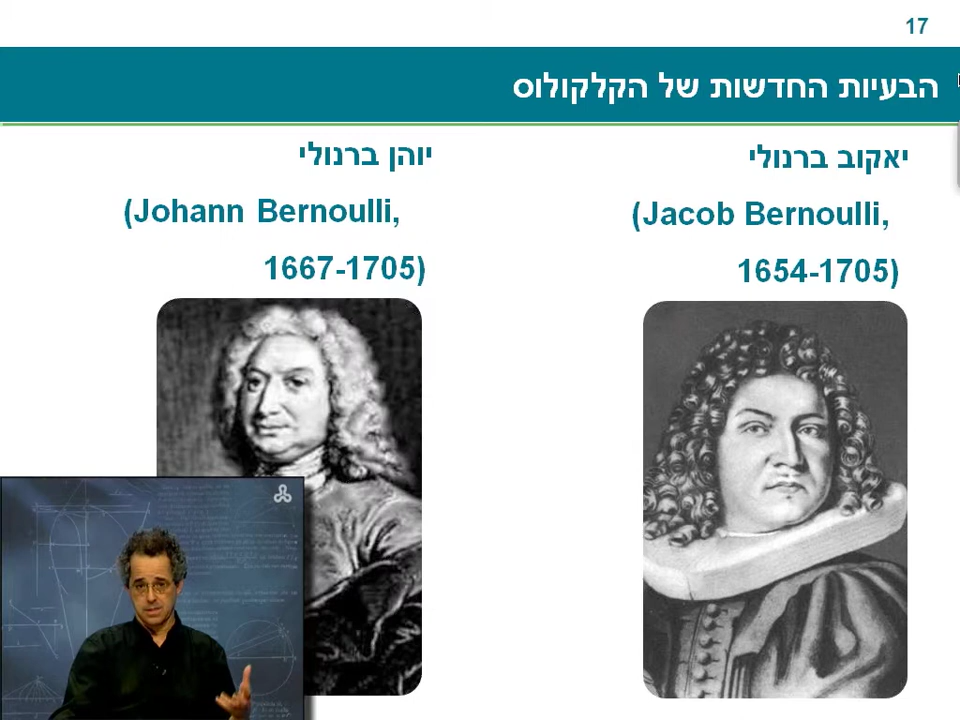 17
הבעיות החדשות של הקלקולוס
יאקוב ברנולי
(Jacob Bernoulli,
1654-1705)
יוהן ברנולי
(Johann Bernoulli,
1667-1705)